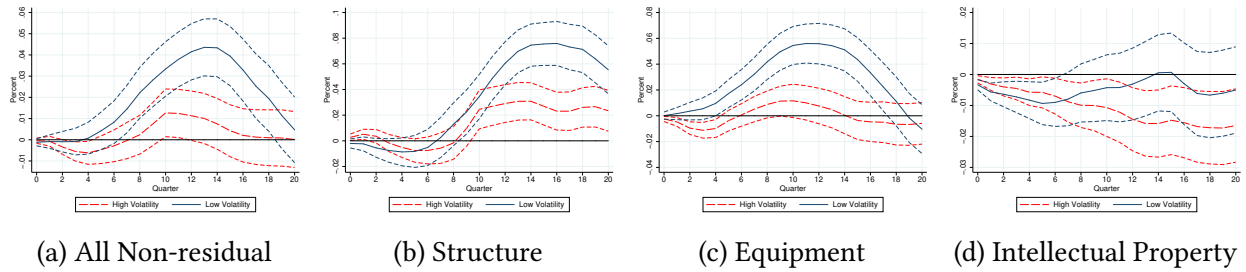 .06
.05
.04
.03
.02
.01
0
-.01
Percent
0 2 4 6 8 10 12 14 16 18 20
Quarter
High Volatility Low Volatility
(a) All Non-residual
.1
.08
.06
.04
.02
0
-.02
Percent
0 2 4 6 8 10 12 14 16 18 20
Quarter
High Volatility Low Volatility
(b) Structure
.08
.06
.04
.02
0
-.02
-.04
Percent
0 2 4 6 8 10 12 14 16 18 20
Quarter
High Volatility Low Volatility
(c) Equipment
.02
.01
0
-.01
-.02
-.03
Percent
0 2 4 6 8 10 12 14 16 18 20
Quarter
High Volatility Low Volatility
(d) Intellectual Property